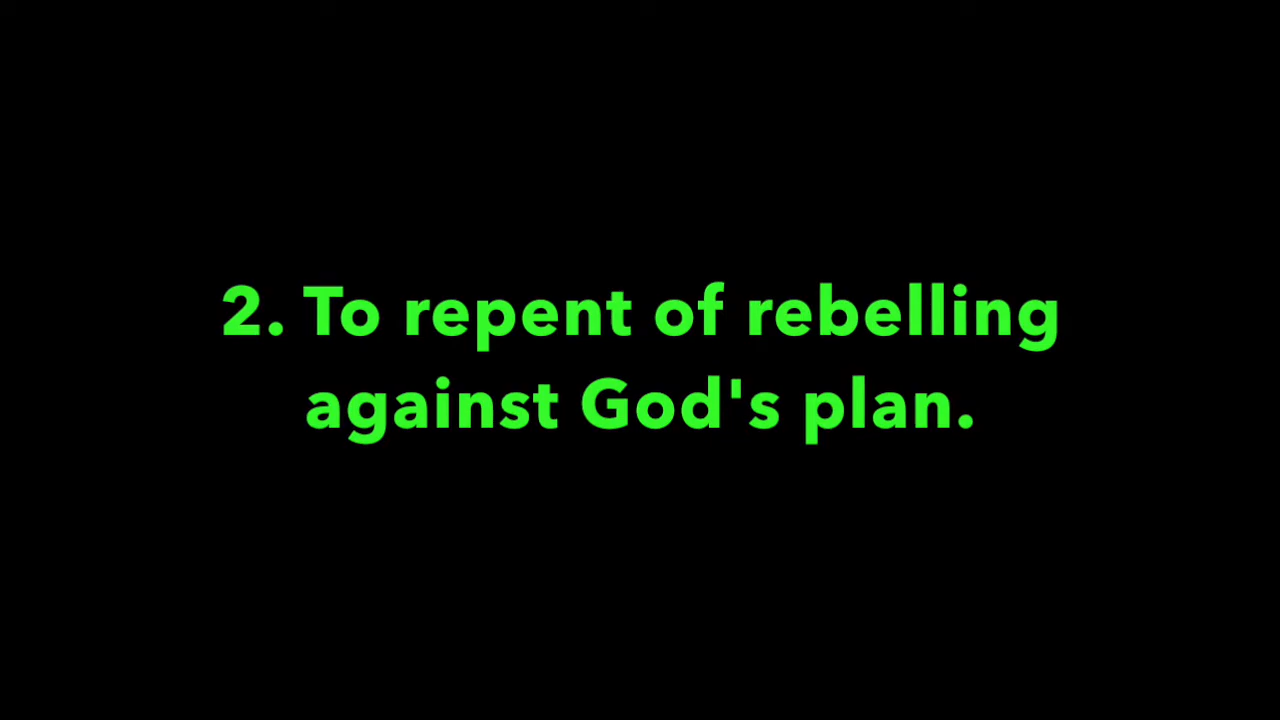 2. To repent of rebelling
against God's plan.